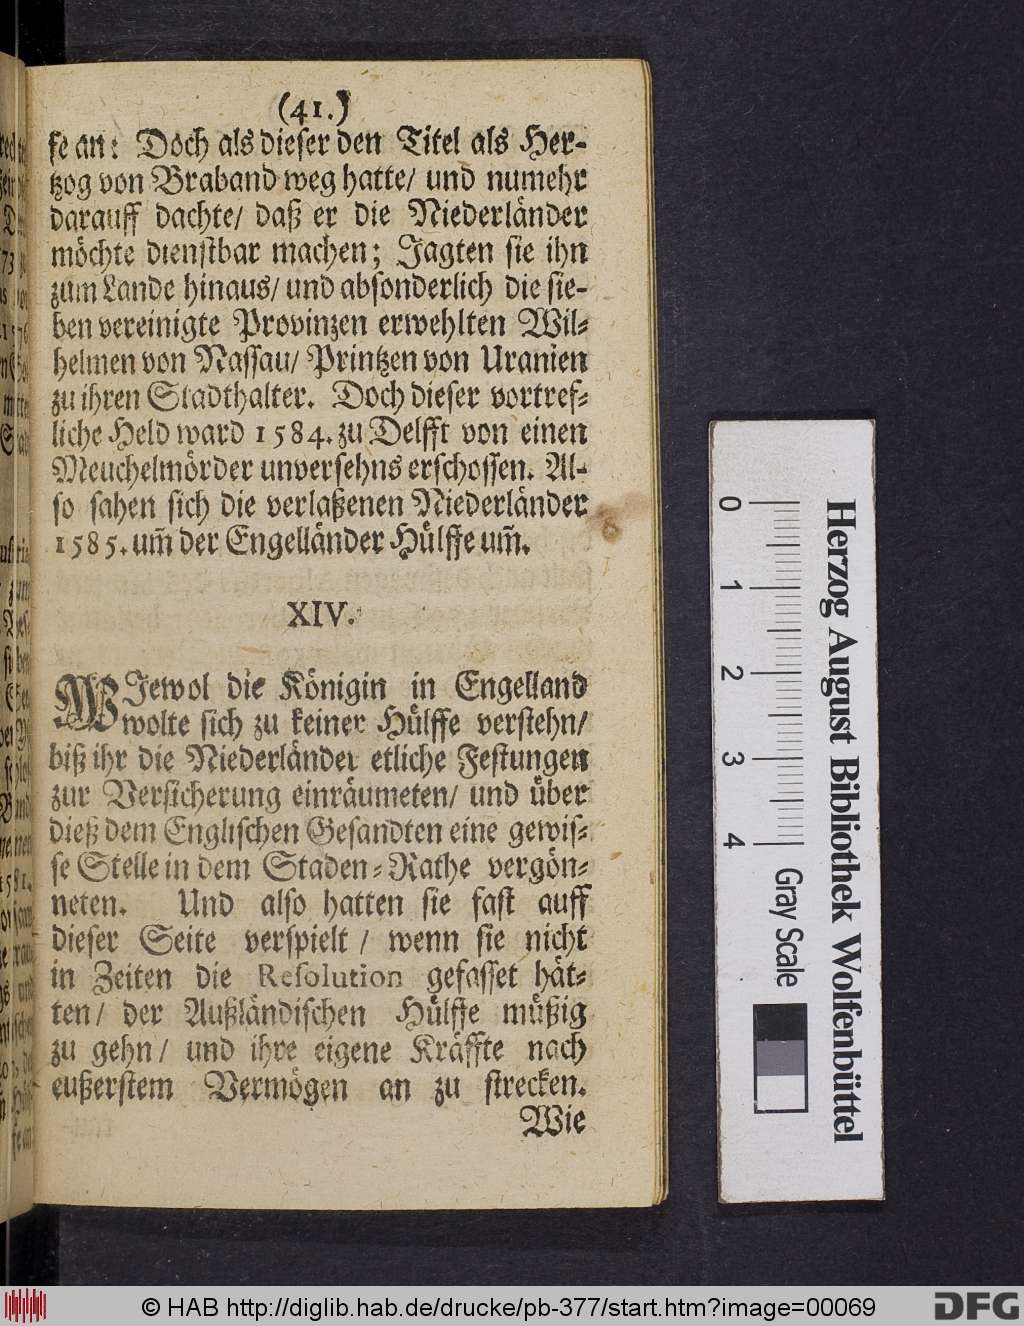 (41.)
fe an: Doch als dieser den Titel als Her-
tzog von Braband weg hatte/ und numehr
darauff dachte/ daß er die Niederländer
möchte dienstbar machen; Jagten sie ihn
zum Lande hinaus/ und absonderlich die sie-
ben vereinigte Provinzen erwehlten Wil-
helmen von Nassau/ Printzen von Uranien
zu ihren Stadthalter. Doch dieser vortref-
liche Held ward 1584. zu Delfft von einen
Meuchelmörder unversehns erschossen. Al-
so sahen sich die verlaßenen Niederländer
1585. um̃ der Engelländer Hülffe um̃.
XIV.
WJewol die Königin in Engelland
wolte sich zu keiner Hülffe verstehn/
biß ihr die Niederländer etliche Festungen
zur Versicherung einräumeten/ und über
dieß dem Englischen Gesandten eine gewis-
se Stelle in dem Staden-Rathe vergön-
neten. Und also hatten sie fast auff
dieser Seite verspielt / wenn sie nicht
in Zeiten die Resolution gefasset hät-
ten/ der Außländischen Hülffe müßig
zu gehn/ und ihre eigene Kräffte nach
eußerstem Vermögen an zu strecken.
Wie
0 1 2 3 4
Gray Scale
Herzog August Bibliothek Wolfenbüttel
© HAB http://diglib.hab.de/drucke/pb-377/start.htm?image=00069
DFG